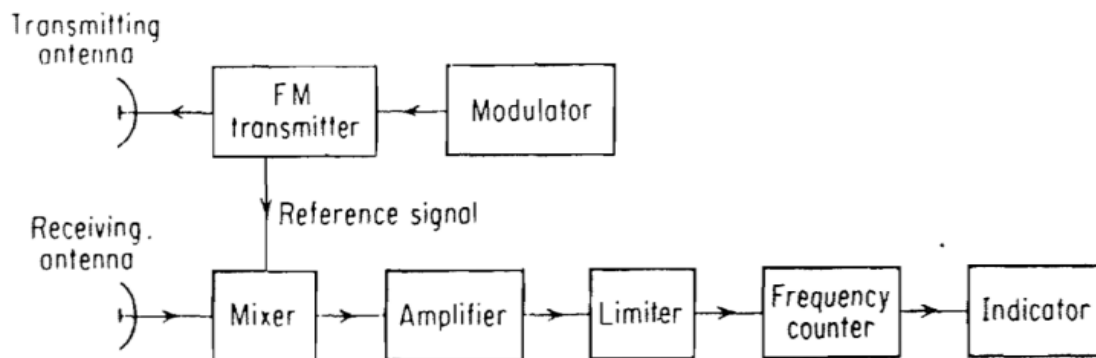 Transmitting
antenna
FM
transmitter
Modulator
Reference signal
Receiving.
antenna
Mixer
Amplifier
Limiter
Frequency
counter
Indicator